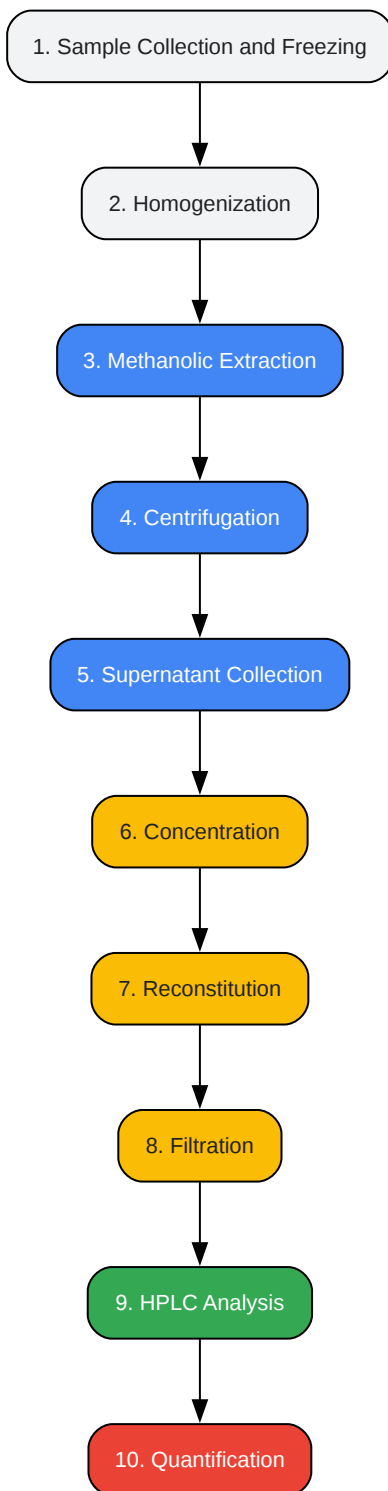 1. Sample Collection and Freezing
2. Homogenization
3. Methanolic Extraction
4. Centrifugation
5. Supernatant Collection
6. Concentration
7. Reconstitution
8. Filtration
9. HPLC Analysis
10. Quantification